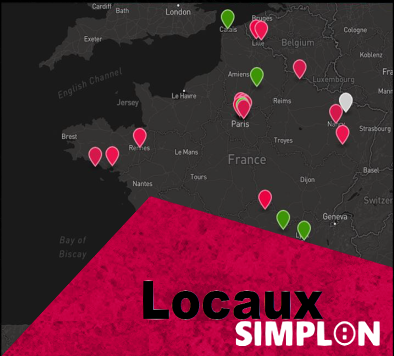 Cardiff
Bath
London
Exeter
Calais
Bruges
Lille
Belgium
Cologne
Koblenz
English Channel
Amiens
Luxembourg
Le Havre
Jersey
Reims
Paris
Nancy
Strasbourg
Brest
Rennes
Le Mans
Troyes
France
Basel
Nantes
Tours
Dijon
Switzer
Geneva
Bay of
Biscay
Locaux
SIMPLON